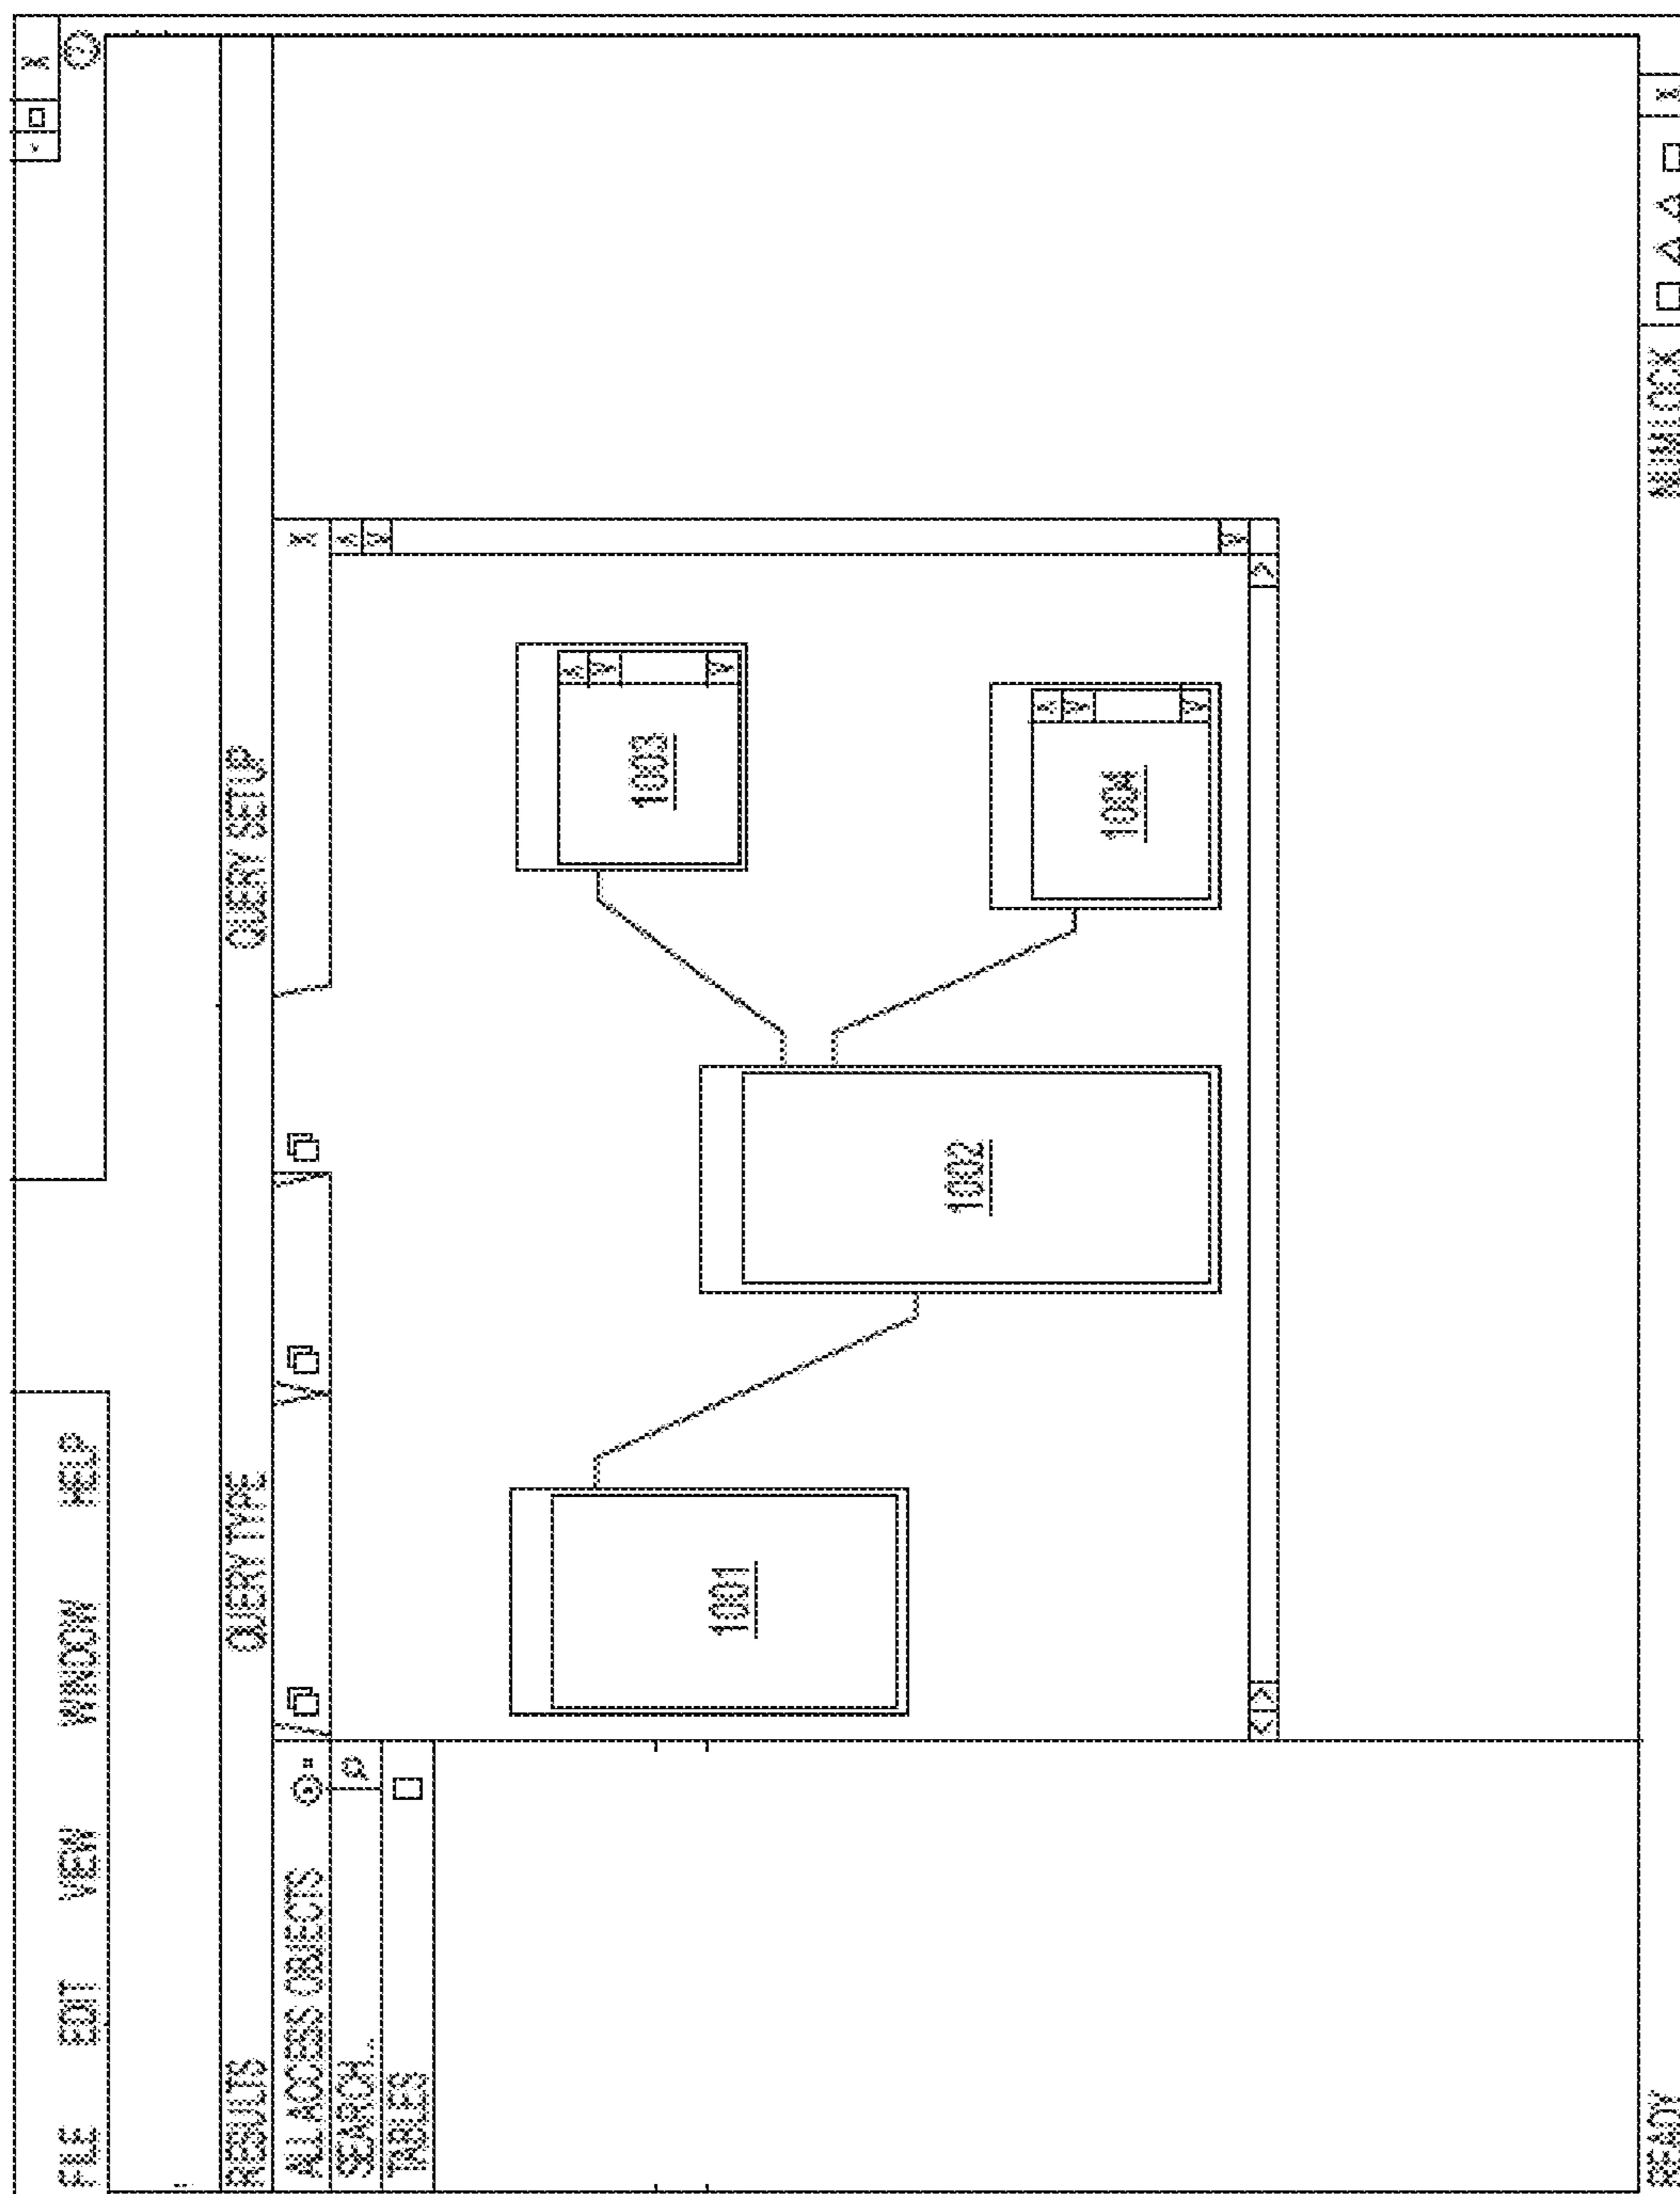 FILE EDIT VIEW WINDOW HELP
X
RESULTS QUERY TYPE QUERY SETUP
ALL ACCESS OBJECTS
X
SEARCH...
TABLES
1003
1001
1002
1004
READY NUM LOCK